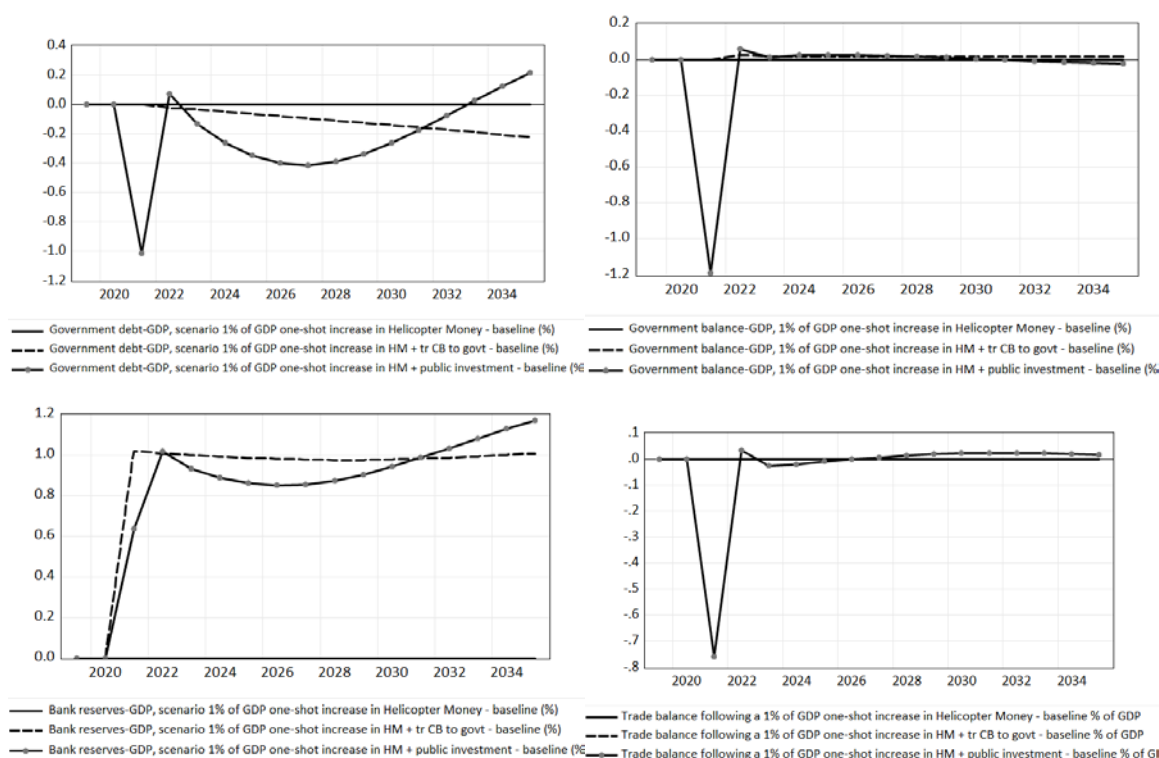 0.4
0.2
0.0
-0.2
-0.4
-0.6
-0.8
-1.0
-1.2
2020 2022 2024 2026 2028 2030 2032 2034
Government debt-GDP, scenario 1% of GDP one-shot increase in Helicopter Money - baseline (%)
Government debt-GDP, scenario 1% of GDP one-shot increase in HM + tr CB to govt - baseline (%)
Government debt-GDP, scenario 1% of GDP one-shot increase in HM + public investment - baseline (%
0.2
0.0
-0.2
-0.4
-0.6
-0.8
-1.0
-1.2
2020 2022 2024 2026 2028 2030 2032 2034
Government balance-GDP, 1% of GDP one-shot increase in Helicopter Money - baseline (%)
Government balance-GDP, 1% of GDP one-shot increase in HM + tr CB to govt - baseline (%)
Government balance-GDP, 1% of GDP one-shot increase in HM + public investment - baseline (%
1.2
1.0
0.8
0.6
0.4
0.2
0.0
2020 2022 2024 2026 2028 2030 2032 2034
Bank reserves-GDP, scenario 1% of GDP one-shot increase in Helicopter Money - baseline (%)
Bank reserves-GDP, scenario 1% of GDP one-shot increase in HM + tr CB to govt - baseline (%)
Bank reserves-GDP, scenario 1% of GDP one-shot increase in HM + public investment - baseline (%
.1
.0
-.1
-.2
-.3
-.4
-.5
-.6
-.7
-.8
2020 2022 2024 2026 2028 2030 2032 2034
Trade balance following a 1% of GDP one-shot increase in Helicopter Money - baseline % of GDP
Trade balance following a 1% of GDP one-shot increase in HM + tr CB to govt - baseline % of GDP
Trade balance following a 1% of GDP one-shot increase in HM + public investment - baseline % of